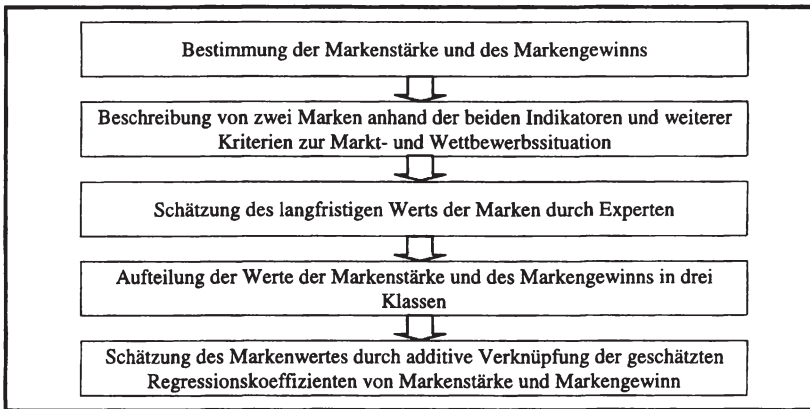 Bestimmung der Markenstärke und des Markengewinns
Beschreibung von zwei Marken anhand der beiden Indikatoren und weiterer
Kriterien zur Markt- und Wettbewerbssituation
Schätzung des langfristigen Werts der Marken durch Experten
Aufteilung der Werte der Markenstärke und des Markengewinns in drei
Klassen
Schätzung des Markenwertes durch additive Verknüpfung der geschätzten
Regressionskoeffizienten von Markenstärke und Markengewinn